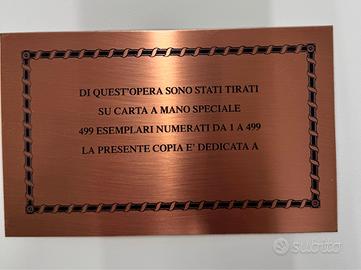 DI QUEST'OPERA SONO STATI TIRATI
SU CARTA A MANO SPECIALE
499 ESEMPLARI NUMERATI DA 1 A 499
LA PRESENTE COPIA E' DEDICATA A
subito